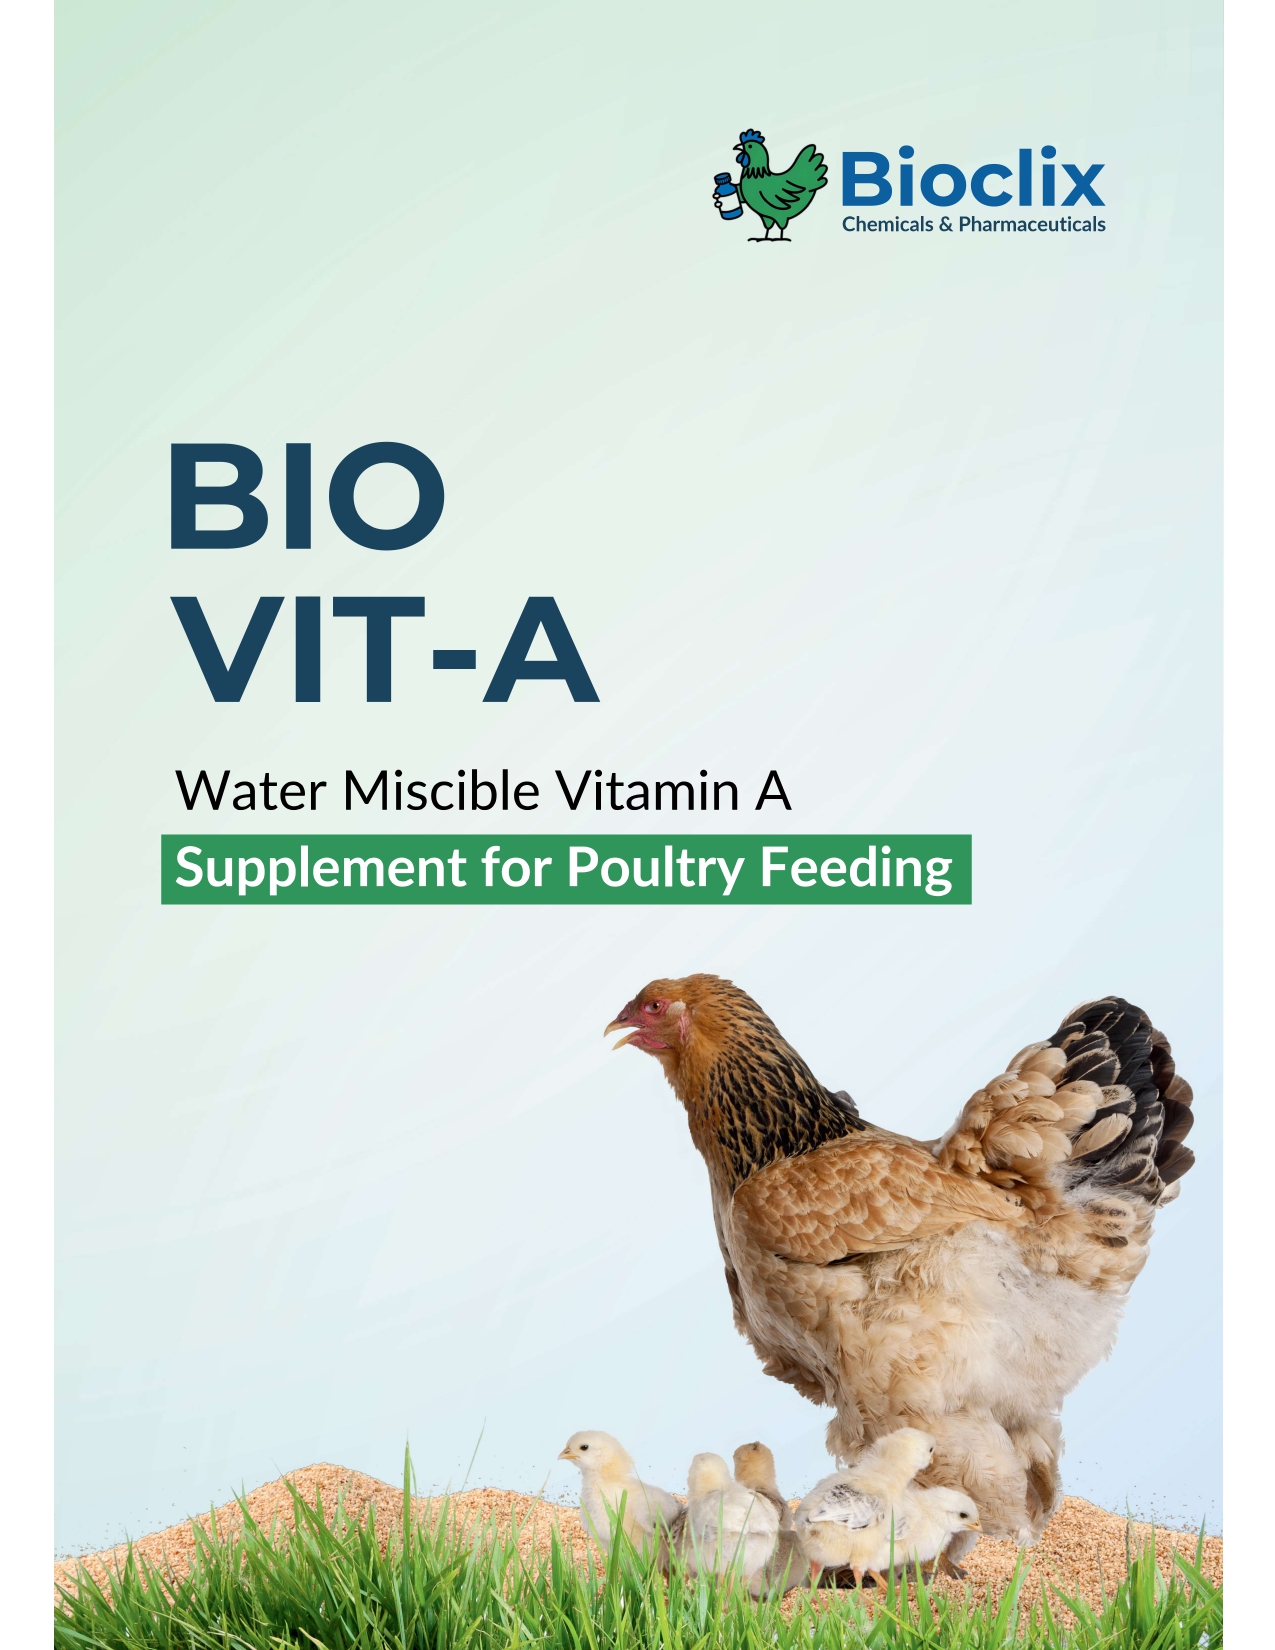 Bioclix
Chemicals & Pharmaceuticals
BIO
VIT-A
Water Miscible Vitamin A
Supplement for Poultry Feeding